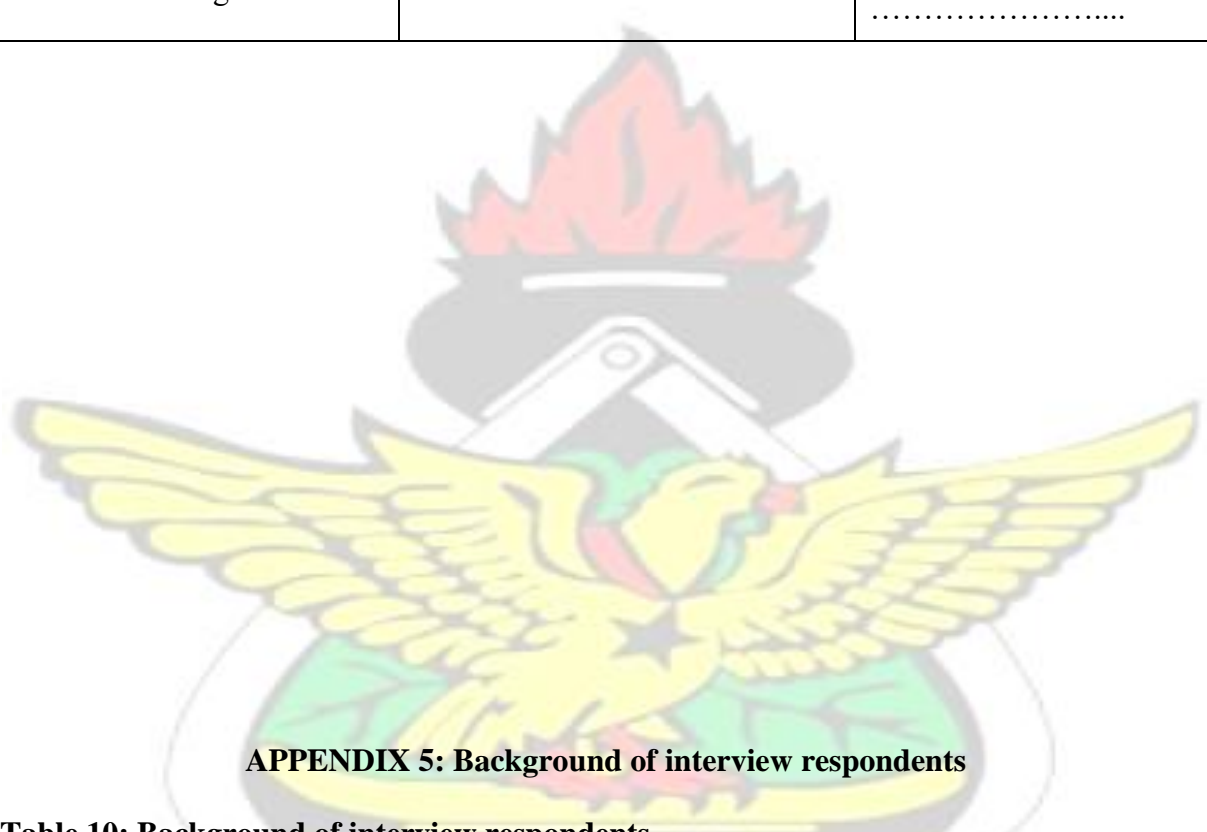 …………………....
APPENDIX 5: Background of interview respondents
Table 10: Background of interview respondents